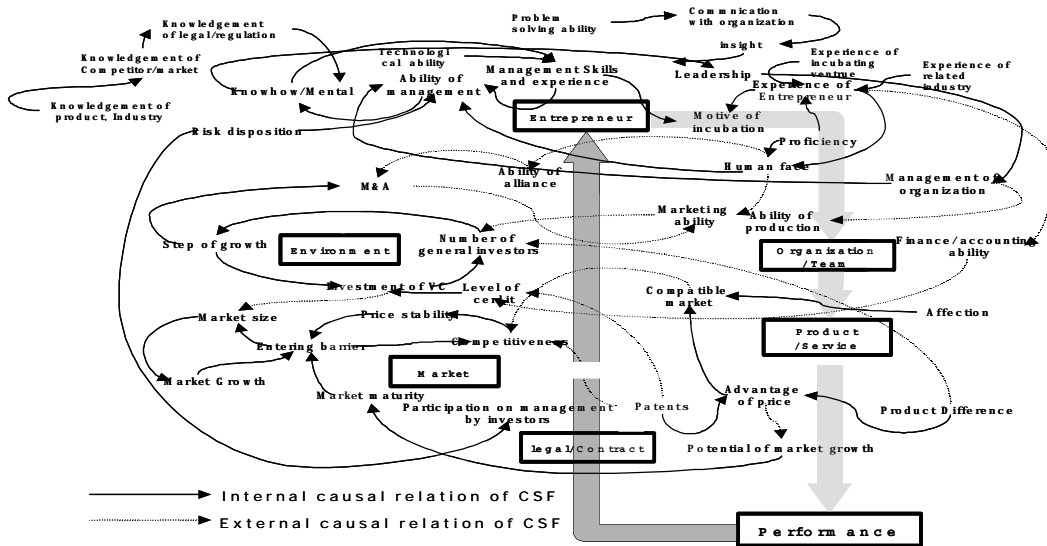 Knowledgement
of legal/regulation
Problem
solving ability
Communication
with organization
insight
Technologi
cal ability
Knowledgement of
Competitor/market
Management Skills
and experience
Leadership
Experience of
incubating
ventrue
Experience of
related
industry
Knowhow/Mental
Ability of
management
Experience of
Entrepreneur
Knowledgement of
product, Industry
Entrepreneur
Motive of
incubation
Risk disposition
Proficiency
Human face
Ability of
alliance
M&A
Management of
organization
Marketing
ability
Ability of
production
Step of growth
Environment
Number of
general investors
Organization
/Team
Finance/accounting
ability
Investment of VC
Level of
cerdit
Compatible
market
Affection
Market size
Price stability
Product
/Service
Entering barrier
Competitiveness
Market
Market Growth
Market maturity
Advantage
of price
Participation on management
by investors
Patents
Product Difference
legal/Contract
Potential of market growth
Internal causal relation of CSF
External causal relation of CSF
Performance